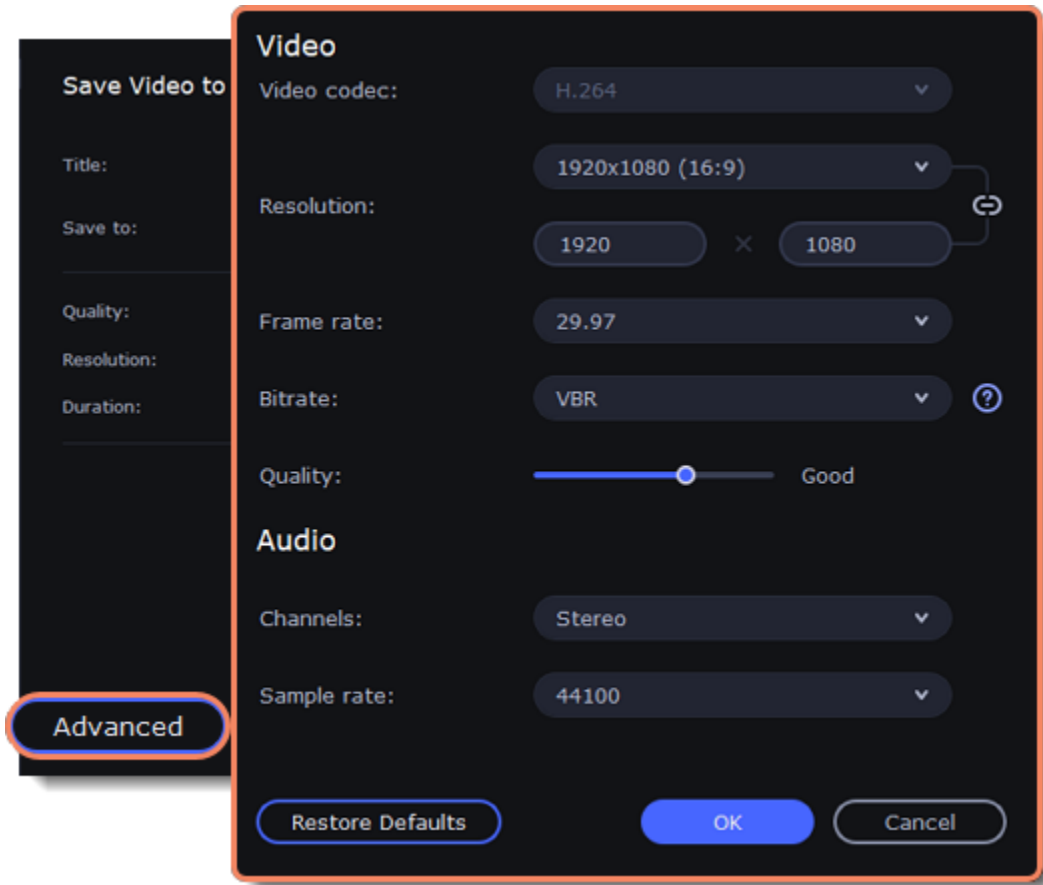 Save Video to
Title:
Save to:
Quality:
Resolution:
Duration:
Advanced
Video
Video codec: H.264
1920x1080 (16:9)
Resolution:
1920 × 1080
Frame rate: 29.97
Bitrate: VBR ?
Quality: Good
Audio
Channels: Stereo
Sample rate: 44100
Restore Defaults OK Cancel